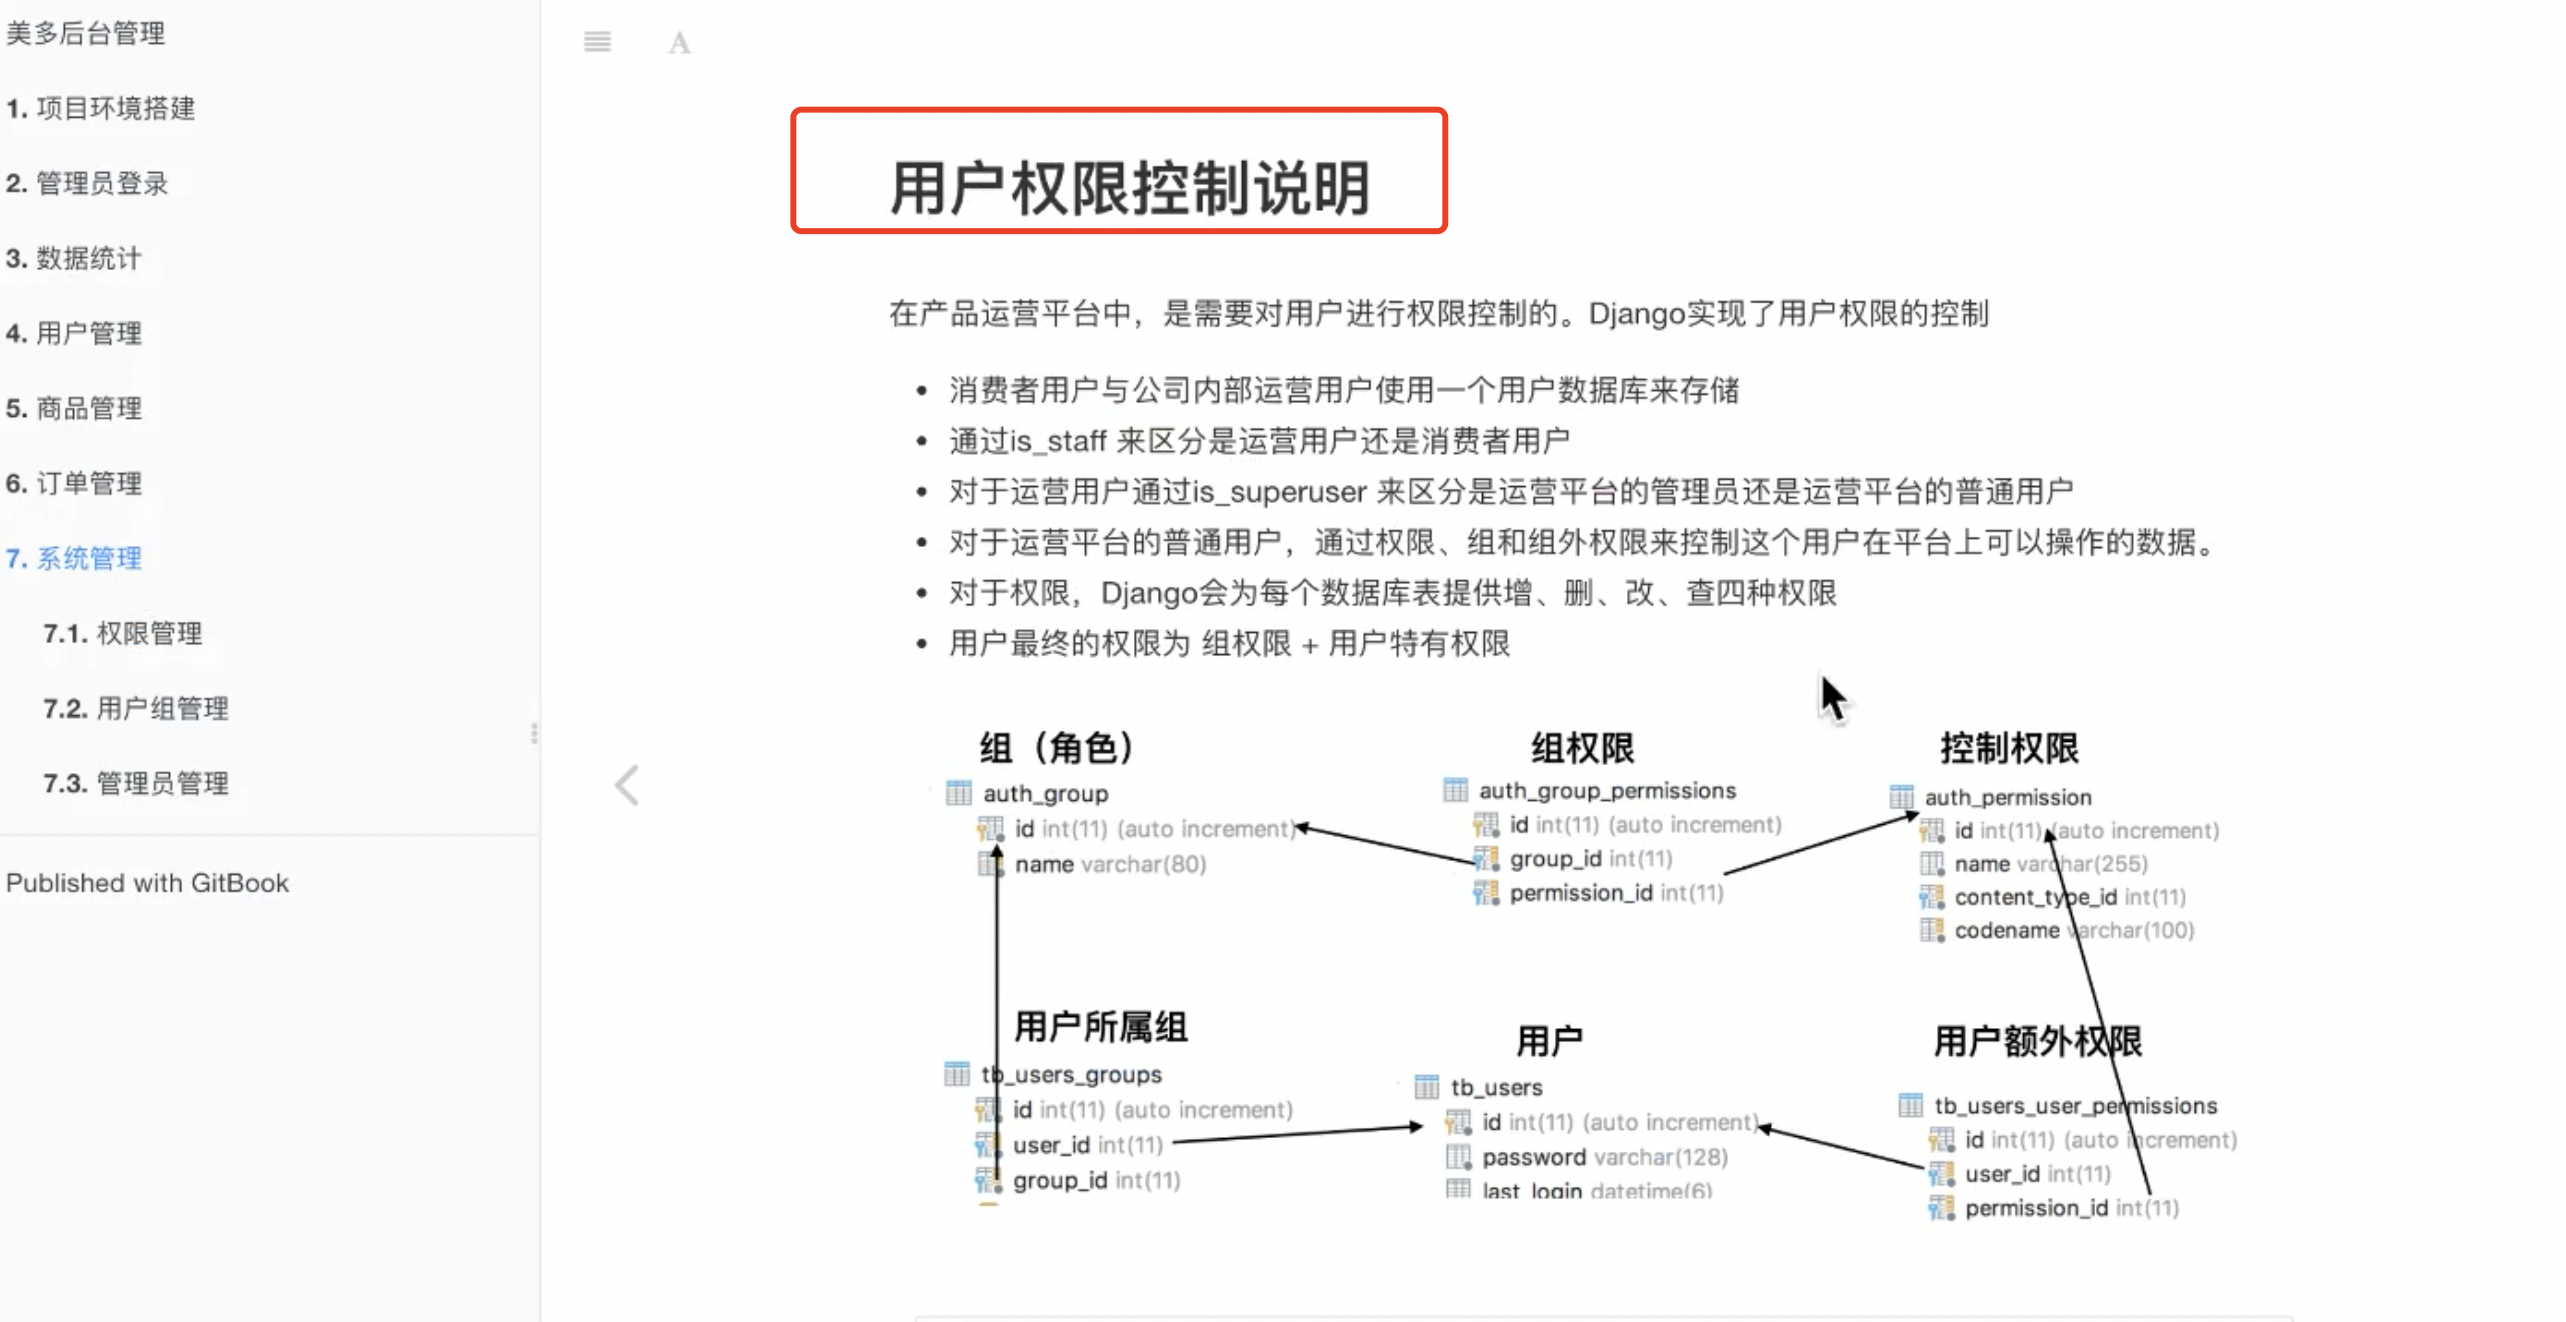 美多后台管理
1. 项目环境搭建
2. 管理员登录
3. 数据统计
4. 用户管理
5. 商品管理
6. 订单管理
7. 系统管理
7.1. 权限管理
7.2. 用户组管理
7.3. 管理员管理
Published with GitBook
A
用户权限控制说明
在产品运营平台中，是需要对用户进行权限控制的。Django实现了用户权限的控制
• 消费者用户与公司内部运营用户使用一个用户数据库来存储
• 通过is_staff 来区分是运营用户还是消费者用户
• 对于运营用户通过is_superuser 来区分是运营平台的管理员还是运营平台的普通用户
• 对于运营平台的普通用户，通过权限、组和组外权限来控制这个用户在平台上可以操作的数据。
• 对于权限，Django会为每个数据库表提供增、删、改、查四种权限
• 用户最终的权限为 组权限 + 用户特有权限
组（角色）
auth_group
id int(11) (auto increment)
name varchar(80)
组权限
auth_group_permissions
id int(11) (auto increment)
group_id int(11)
permission_id int(11)
控制权限
auth_permission
id int(11) (auto increment)
name varchar(255)
content_type_id int(11)
codename varchar(100)
用户所属组
tb_users_groups
id int(11) (auto increment)
user_id int(11)
group_id int(11)
用户
tb_users
id int(11) (auto increment)
password varchar(128)
last_login datetime(6)
用户额外权限
tb_users_user_permissions
id int(11) (auto increment)
user_id int(11)
permission_id int(11)